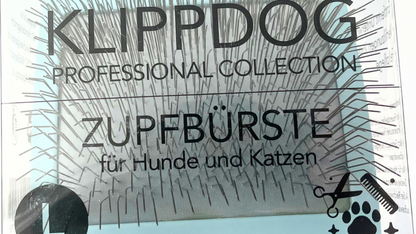 KLIPPDOG
PROFESSIONAL COLLECTION
ZUPFBÜRSTE
für Hunde und Katzen